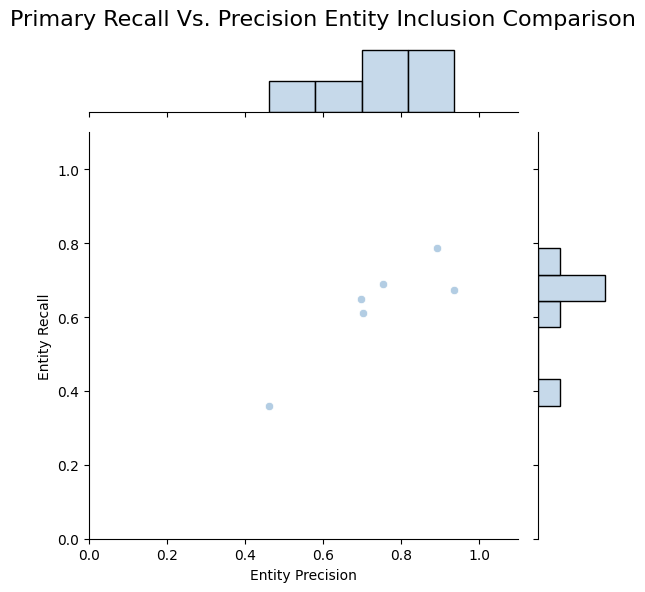 Primary Recall Vs. Precision Entity Inclusion Comparison
1.0
0.8
0.6
0.4
0.2
0.0
Entity Recall
0.0 0.2 0.4 0.6 0.8 1.0
Entity Precision